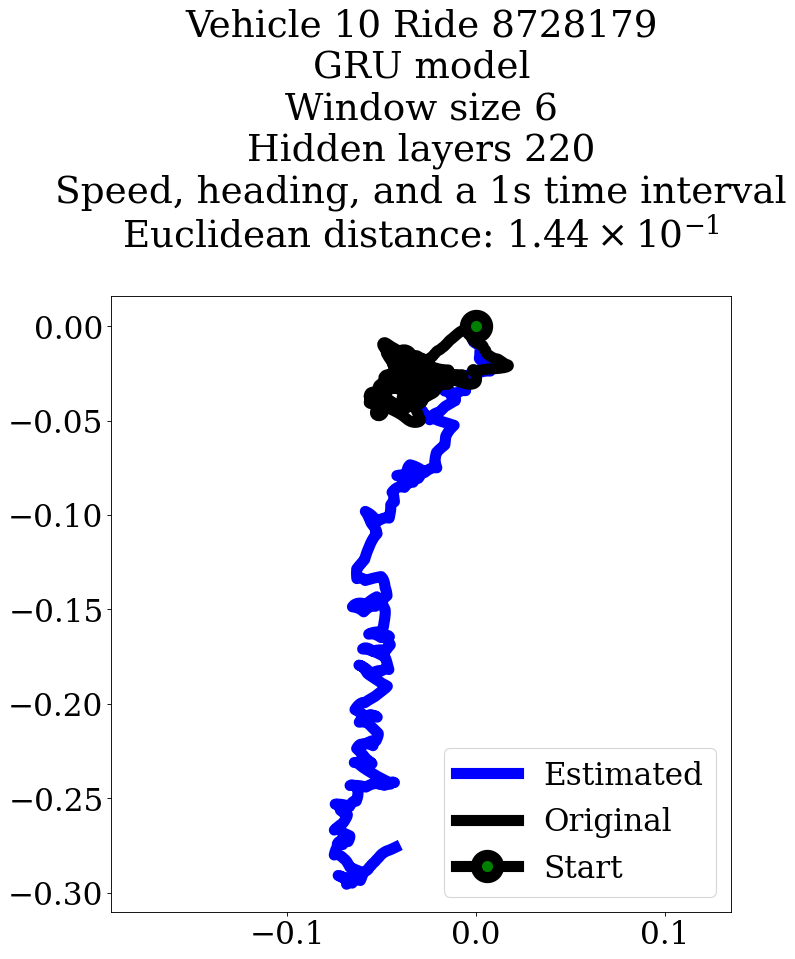 Vehicle 10 Ride 8728179
GRU model
Window size 6
Hidden layers 220
Speed, heading, and a 1s time interval
Euclidean distance: 1.44 × 10⁻¹
0.00
−0.05
−0.10
−0.15
−0.20
−0.25
−0.30
Estimated
Original
Start
−0.1
0.0
0.1